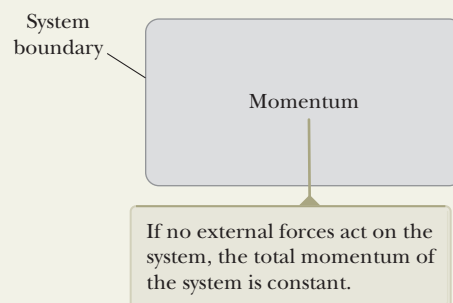 System
boundary
Momentum
If no external forces act on the
system, the total momentum of
the system is constant.